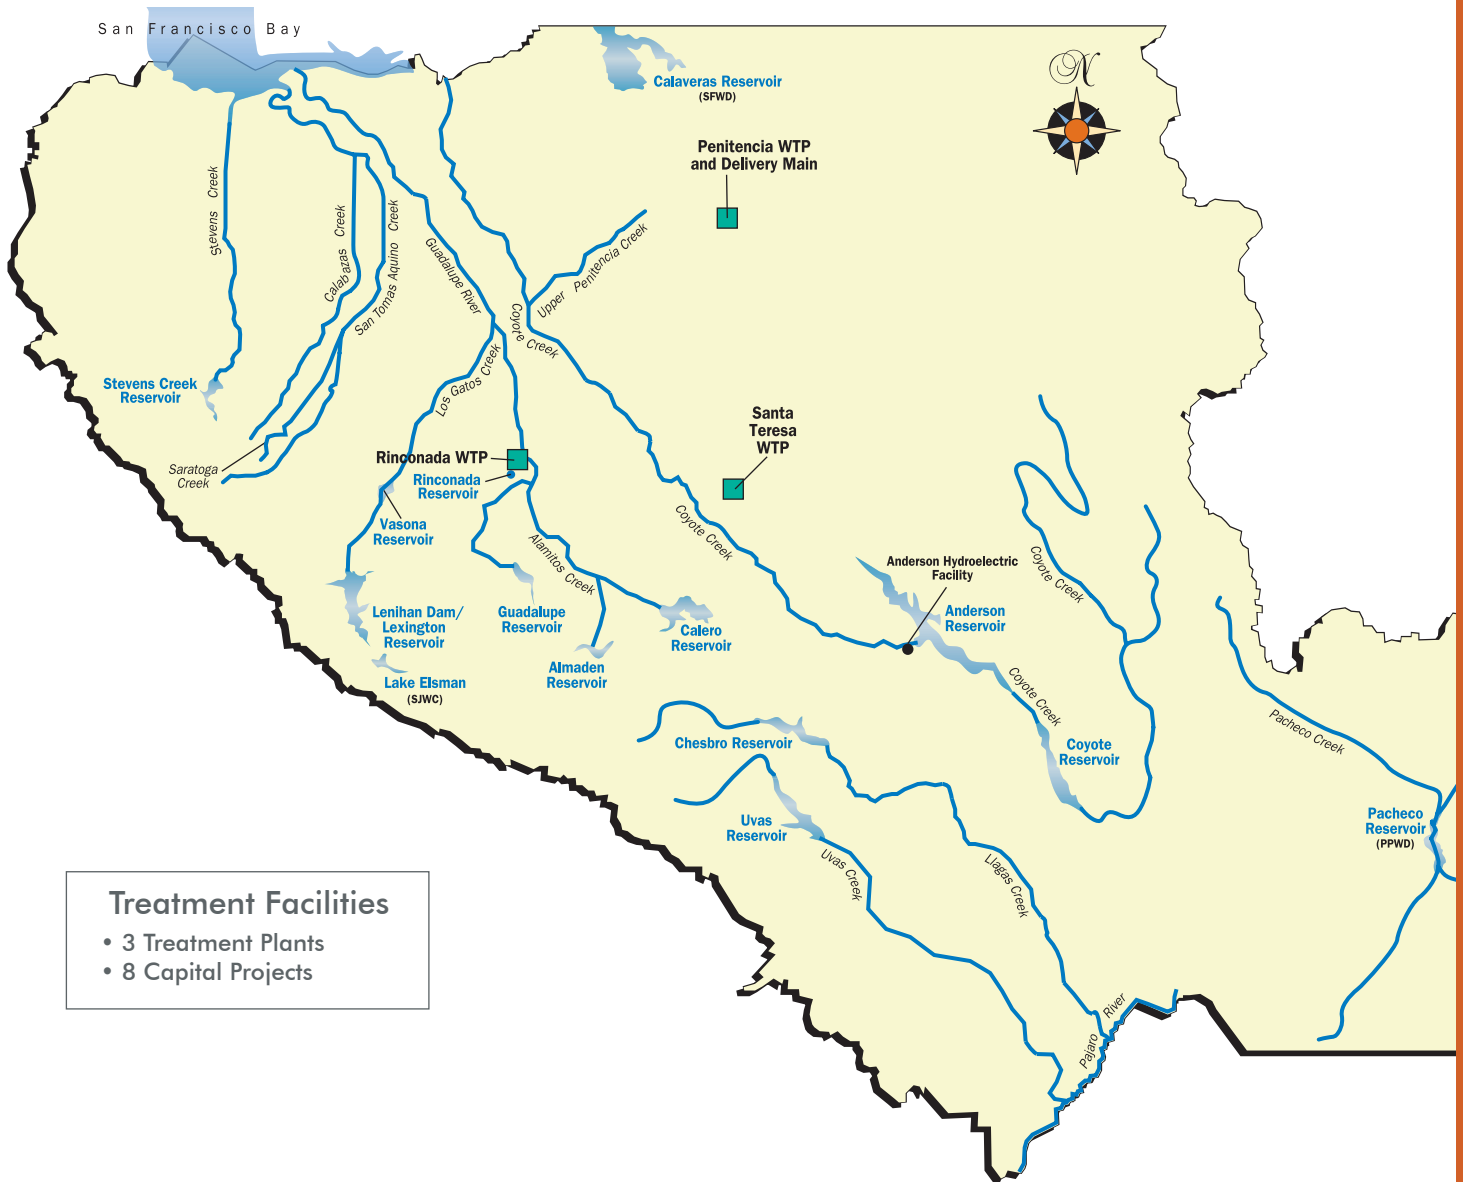 San Francisco Bay
N
Calaveras Reservoir
(SFWD)
Penitencia WTP
and Delivery Main
Stevens Creek
Calabazas Creek
San Tomas Aquino Creek
Guadalupe River
Coyote Creek
Upper Penitencia Creek
Los Gatos Creek
Stevens Creek
Reservoir
Saratoga
Creek
Rinconada WTP
Rinconada
Reservoir
Santa
Teresa
WTP
Vasona
Reservoir
Alamitos Creek
Coyote Creek
Coyote Creek
Anderson Hydroelectric
Facility
Anderson
Reservoir
Lenihan Dam/
Lexington
Reservoir
Guadalupe
Reservoir
Calero
Reservoir
Almaden
Reservoir
Lake Elsman
(SJWC)
Coyote Creek
Pacheco Creek
Chesbro Reservoir
Coyote
Reservoir
Uvas
Reservoir
Pacheco
Reservoir
(PPWD)
Uvas Creek
Llagas Creek
Pajaro River
Treatment Facilities
• 3 Treatment Plants
• 8 Capital Projects